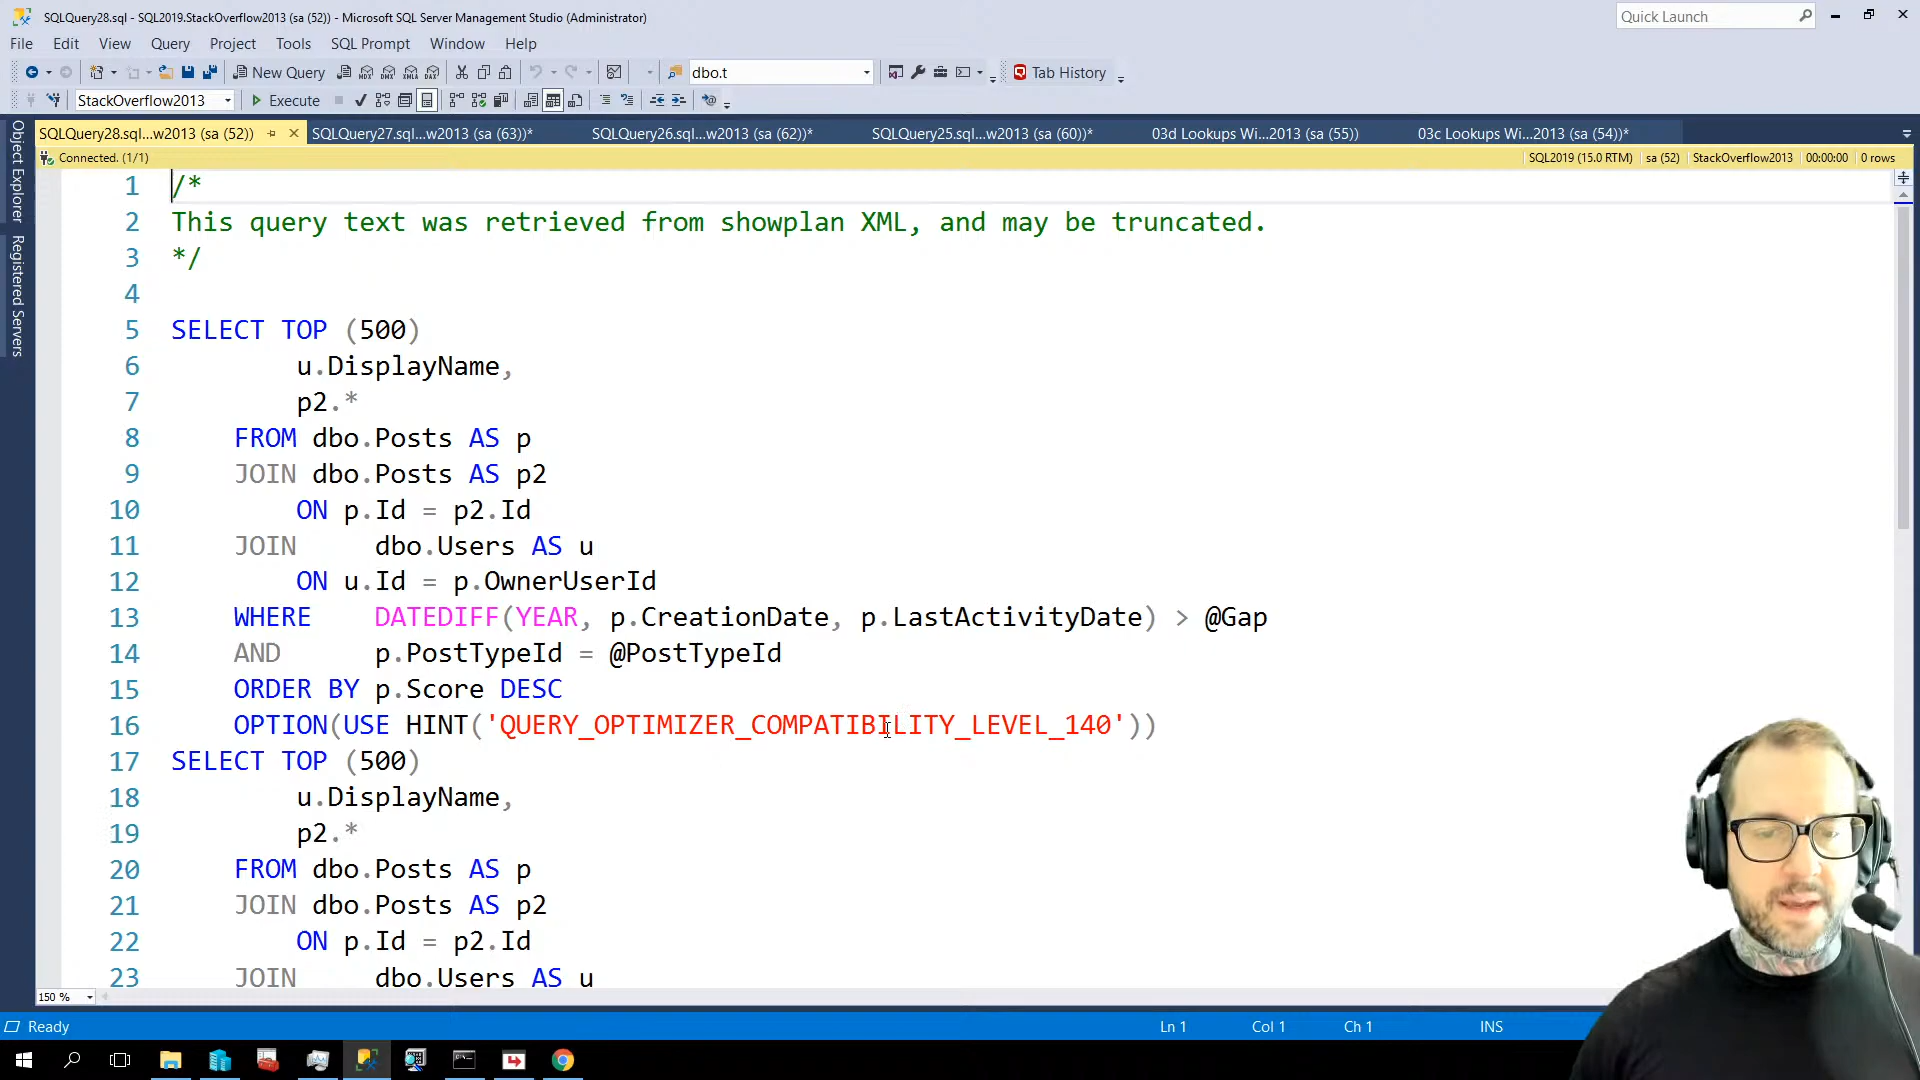 SQLQuery28.sql - SQL2019.StackOverflow2013 (sa (52)) - Microsoft SQL Server Management Studio (Administrator)
Quick Launch
File Edit View Query Project Tools SQL Prompt Window Help
New Query
dbo.t
Tab History
StackOverflow2013
Execute
SQLQuery28.sql...w2013 (sa (52))
SQLQuery27.sql...w2013 (sa (63))*
SQLQuery26.sql...w2013 (sa (62))*
SQLQuery25.sql...w2013 (sa (60))*
03d Lookups Wi...2013 (sa (55))
03c Lookups Wi...2013 (sa (54))*
Object Explorer
Registered Servers
Connected. (1/1)
SQL2019 (15.0 RTM) sa (52) StackOverflow2013 00:00:00 0 rows
1 /*
2 This query text was retrieved from showplan XML, and may be truncated.
3 */
4
5 SELECT TOP (500)
6 u.DisplayName,
7 p2.*
8 FROM dbo.Posts AS p
9 JOIN dbo.Posts AS p2
10 ON p.Id = p2.Id
11 JOIN dbo.Users AS u
12 ON u.Id = p.OwnerUserId
13 WHERE DATEDIFF(YEAR, p.CreationDate, p.LastActivityDate) > @Gap
14 AND p.PostTypeId = @PostTypeId
15 ORDER BY p.Score DESC
16 OPTION(USE HINT('QUERY_OPTIMIZER_COMPATIBILITY_LEVEL_140'))
17 SELECT TOP (500)
18 u.DisplayName,
19 p2.*
20 FROM dbo.Posts AS p
21 JOIN dbo.Posts AS p2
22 ON p.Id = p2.Id
23 JOIN dbo.Users AS u
150 %
Ready
Ln 1 Col 1 Ch 1 INS